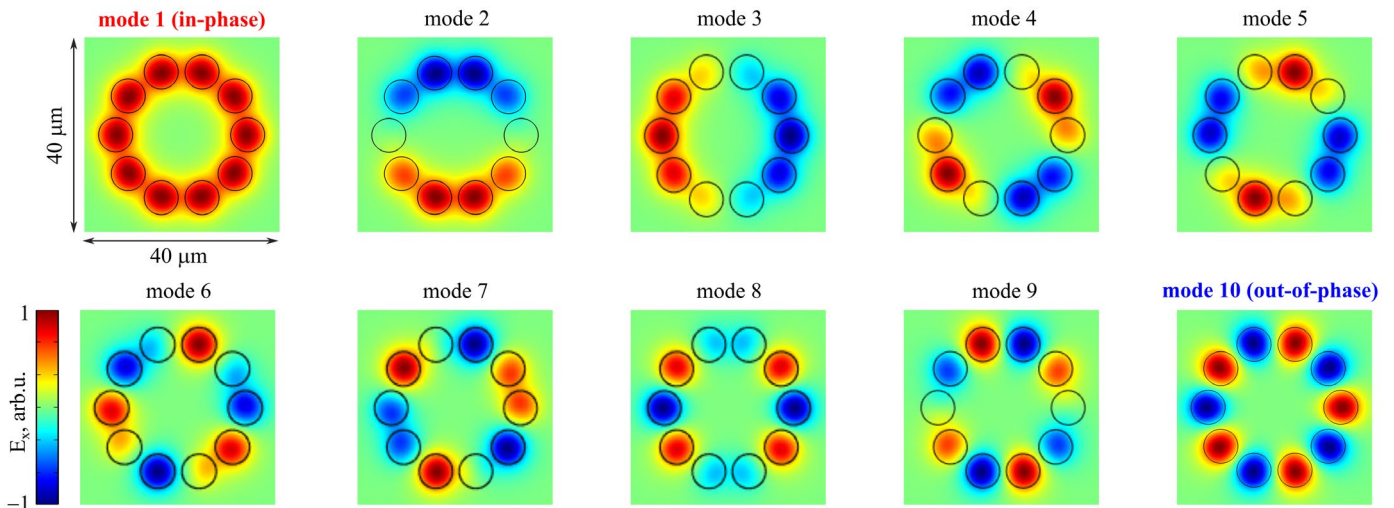 mode 1 (in-phase)
mode 2
mode 3
mode 4
mode 5
40 μm
40 μm
mode 6
mode 7
mode 8
mode 9
mode 10 (out-of-phase)
1
Eₓ, arb.u.
−1